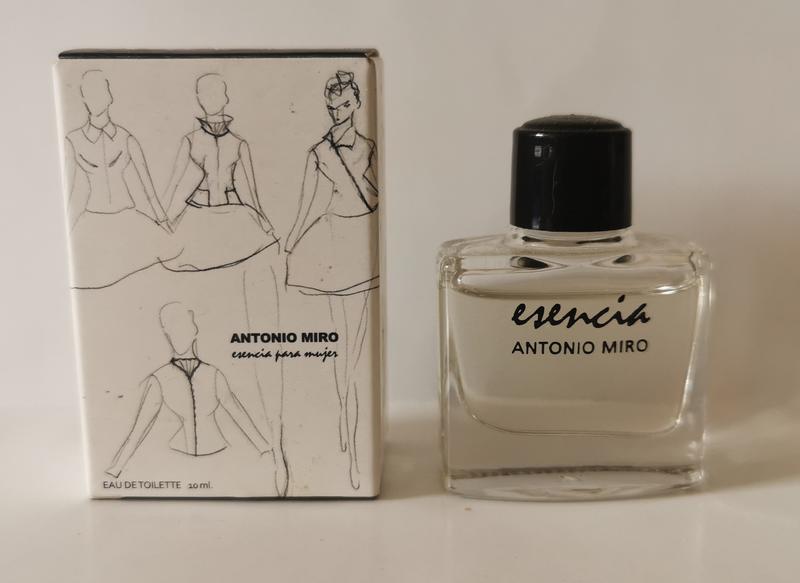 ANTONIO MIRO
esencia para mujer
EAU DE TOILETTE 10 ml.
esencia
ANTONIO MIRO